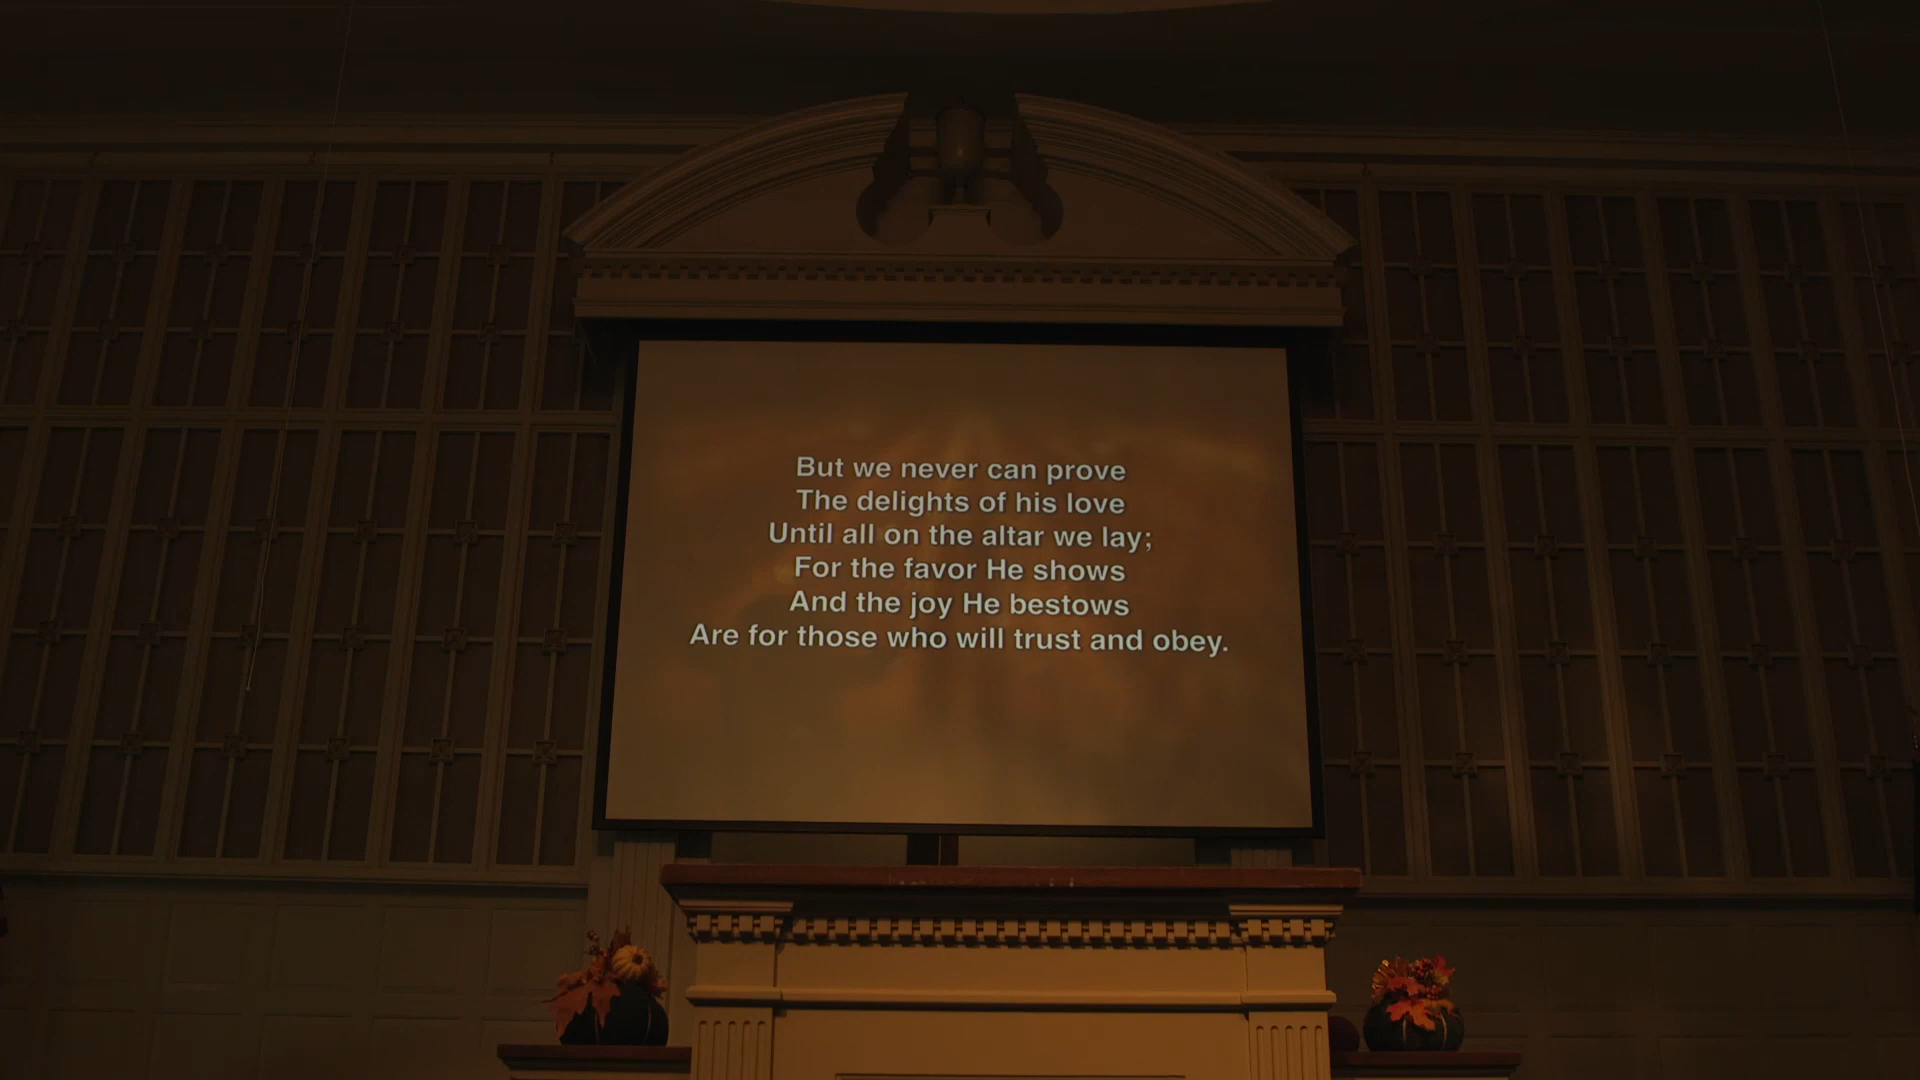 But we never can prove
The delights of his love
Until all on the altar we lay;
For the favor He shows
And the joy He bestows
Are for those who will trust and obey.